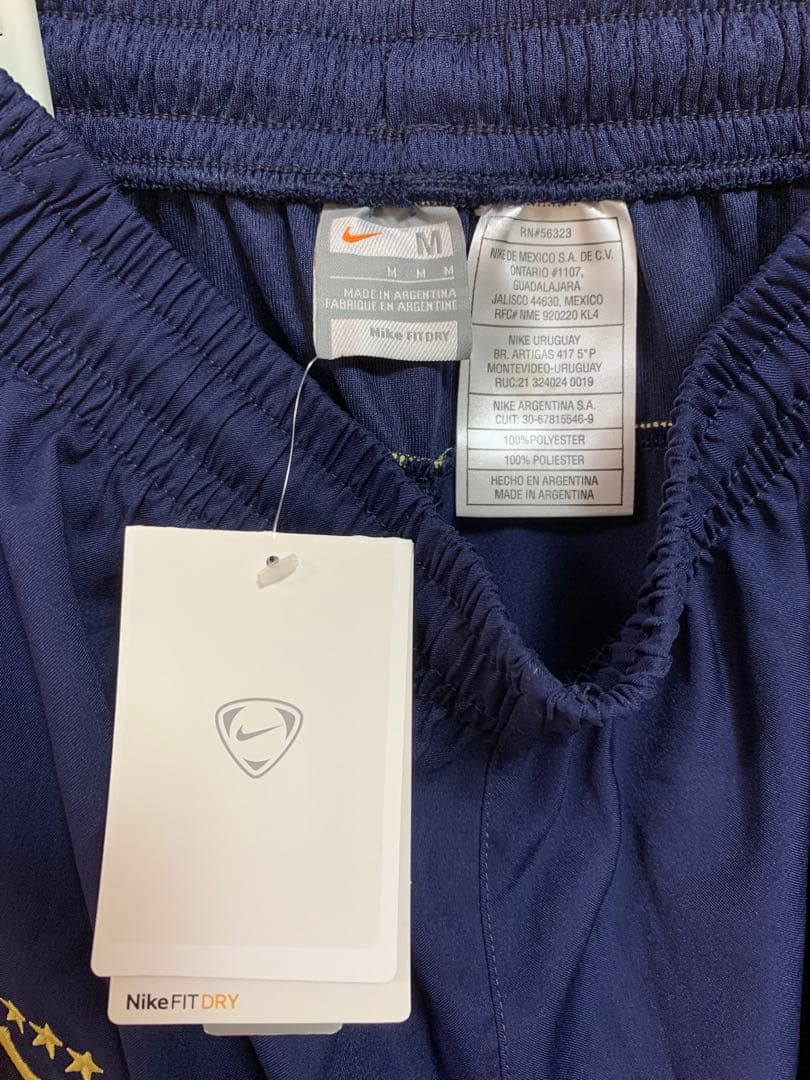 M
M M M
MADE IN ARGENTINA
FABRIQUE EN ARGENTINE
Nike FITDRY
RN#56323
NIKE DE MEXICO S.A. DE C.V.
ONTARIO #1107,
GUADALAJARA
JALISCO 44630, MEXICO
RFC# NME 920220 KL4
NIKE URUGUAY
BR. ARTIGAS 417 5° P
MONTEVIDEO-URUGUAY
RUC:21 324024 0019
NIKE ARGENTINA S.A.
CUIT: 30-67815546-9
100%POLYESTER
100% POLIESTER
HECHO EN ARGENTINA
MADE IN ARGENTINA
NikeFIT DRY